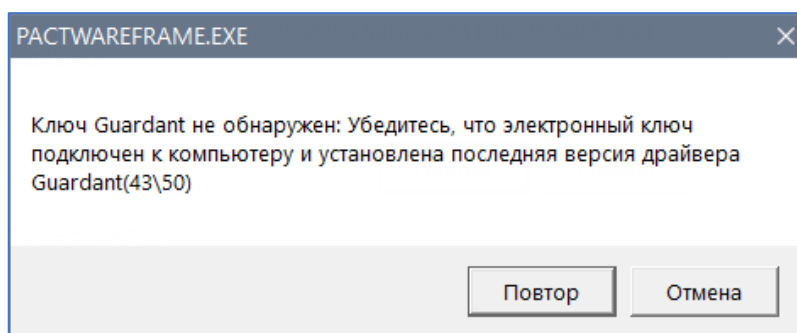 PACTWAREFRAME.EXE
Ключ Guardant не обнаружен: Убедитесь, что электронный ключ
подключен к компьютеру и установлена последняя версия драйвера
Guardant(43\50)
Повтор
Отмена